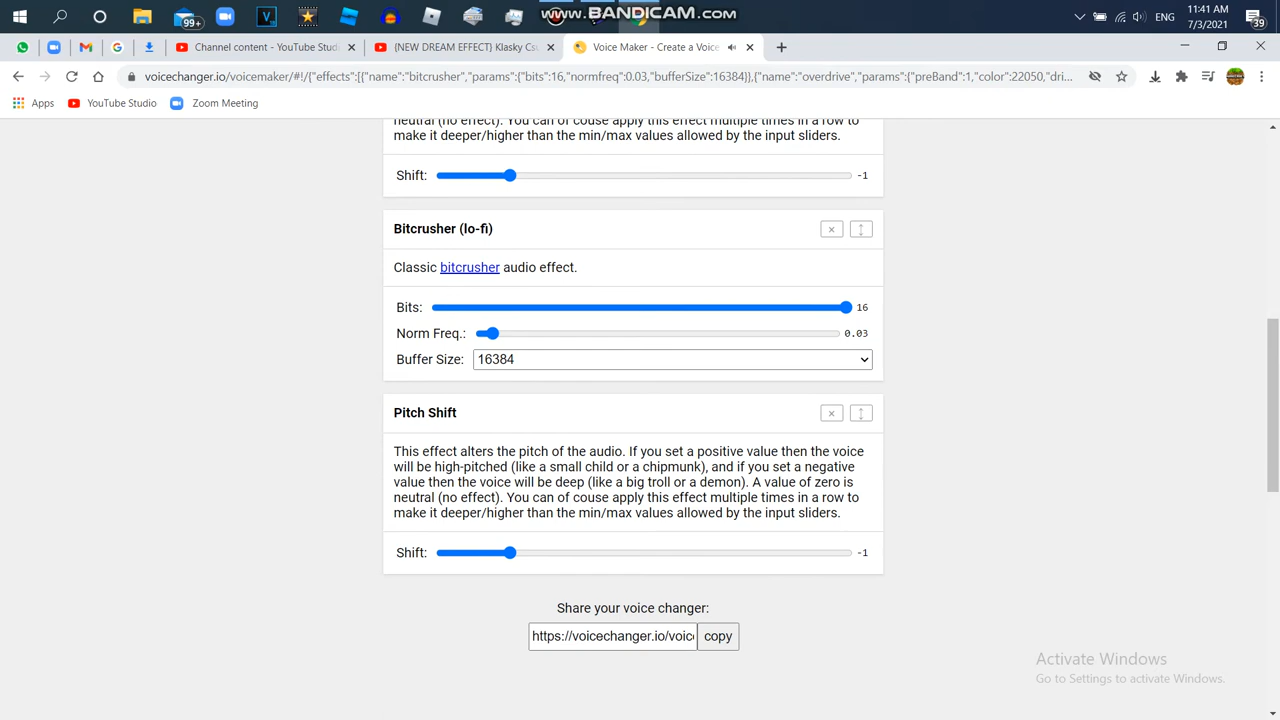 www.BANDICAM.com
99+
ENG
11:41 AM
7/3/2021
39
Channel content - YouTube Studi
(NEW DREAM EFFECT) Klasky Csu
Voice Maker - Create a Voice
voicechanger.io/voicemaker/#!/{"effects":[{"name":"bitcrusher","params":{"bits":16,"normfreq":0.03,"bufferSize":16384}},{"name":"overdrive","params":{"preBand":1,"color":22050,"dri...
Apps
YouTube Studio
Zoom Meeting
neutral (no effect). You can of couse apply this effect multiple times in a row to
make it deeper/higher than the min/max values allowed by the input sliders.
Shift:
-1
Bitcrusher (lo-fi)
Classic bitcrusher audio effect.
Bits:
16
Norm Freq.:
0.03
Buffer Size:
16384
Pitch Shift
This effect alters the pitch of the audio. If you set a positive value then the voice
will be high-pitched (like a small child or a chipmunk), and if you set a negative
value then the voice will be deep (like a big troll or a demon). A value of zero is
neutral (no effect). You can of couse apply this effect multiple times in a row to
make it deeper/higher than the min/max values allowed by the input sliders.
Shift:
-1
Share your voice changer:
https://voicechanger.io/voic
copy
Activate Windows
Go to Settings to activate Windows.